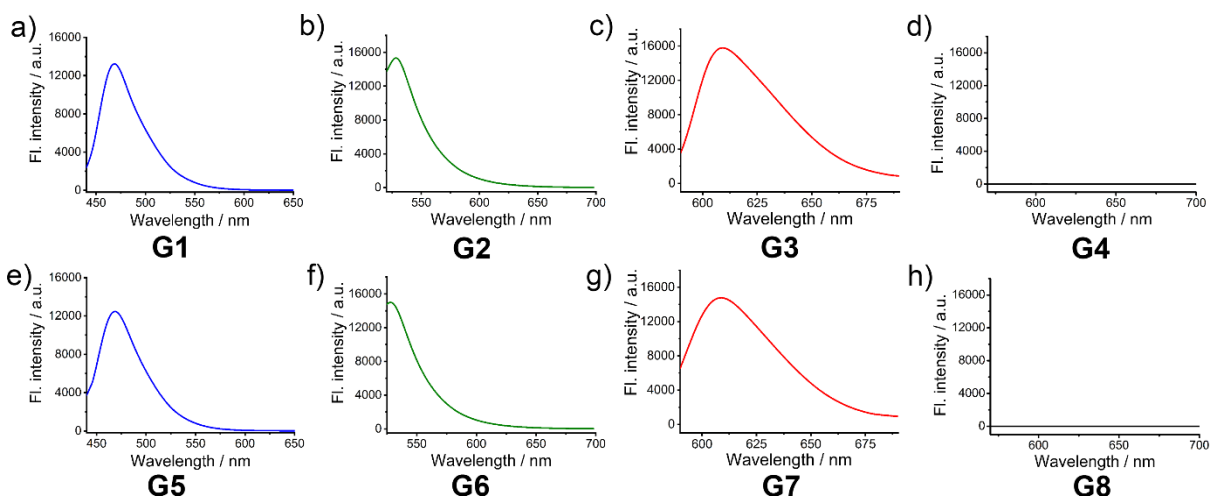 a)
Fl. intensity / a.u.
16000
12000
8000
4000
0
450 500 550 600 650
Wavelength / nm
G1
b)
Fl. intensity / a.u.
16000
12000
8000
4000
0
550 600 650 700
Wavelength / nm
G2
c)
Fl. intensity / a.u.
16000
12000
8000
4000
0
600 625 650 675
Wavelength / nm
G3
d)
Fl. intensity / a.u.
16000
12000
8000
4000
0
600 650 700
Wavelength / nm
G4
e)
Fl. intensity / a.u.
16000
12000
8000
4000
0
450 500 550 600 650
Wavelength / nm
G5
f)
Fl. intensity / a.u.
16000
12000
8000
4000
0
550 600 650 700
Wavelength / nm
G6
g)
Fl. intensity / a.u.
16000
12000
8000
4000
0
600 625 650 675
Wavelength / nm
G7
h)
Fl. intensity / a.u.
16000
12000
8000
4000
0
600 650 700
Wavelength / nm
G8